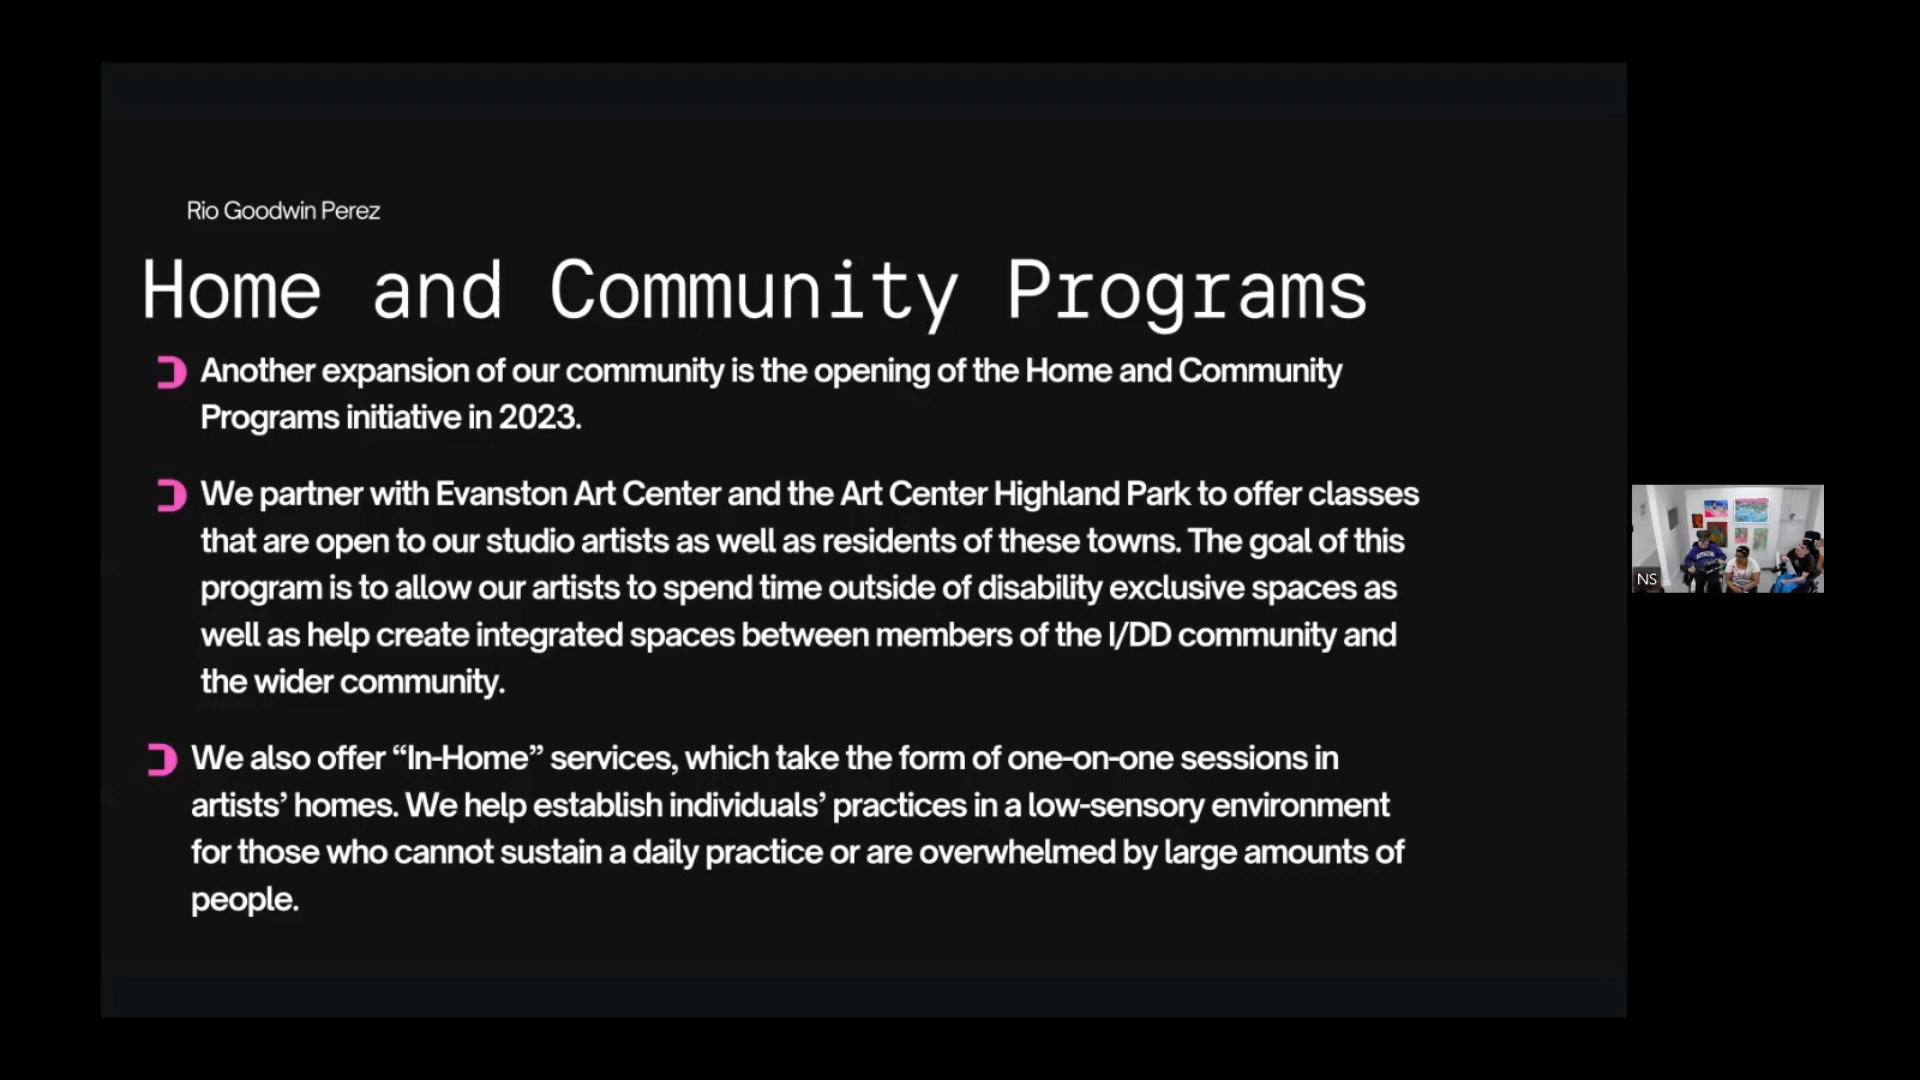 Rio Goodwin Perez
Home and Community Programs
Another expansion of our community is the opening of the Home and Community
Programs initiative in 2023.
We partner with Evanston Art Center and the Art Center Highland Park to offer classes
that are open to our studio artists as well as residents of these towns. The goal of this
program is to allow our artists to spend time outside of disability exclusive spaces as
well as help create integrated spaces between members of the I/DD community and
the wider community.
We also offer “In-Home” services, which take the form of one-on-one sessions in
artists’ homes. We help establish individuals’ practices in a low-sensory environment
for those who cannot sustain a daily practice or are overwhelmed by large amounts of
people.
NS